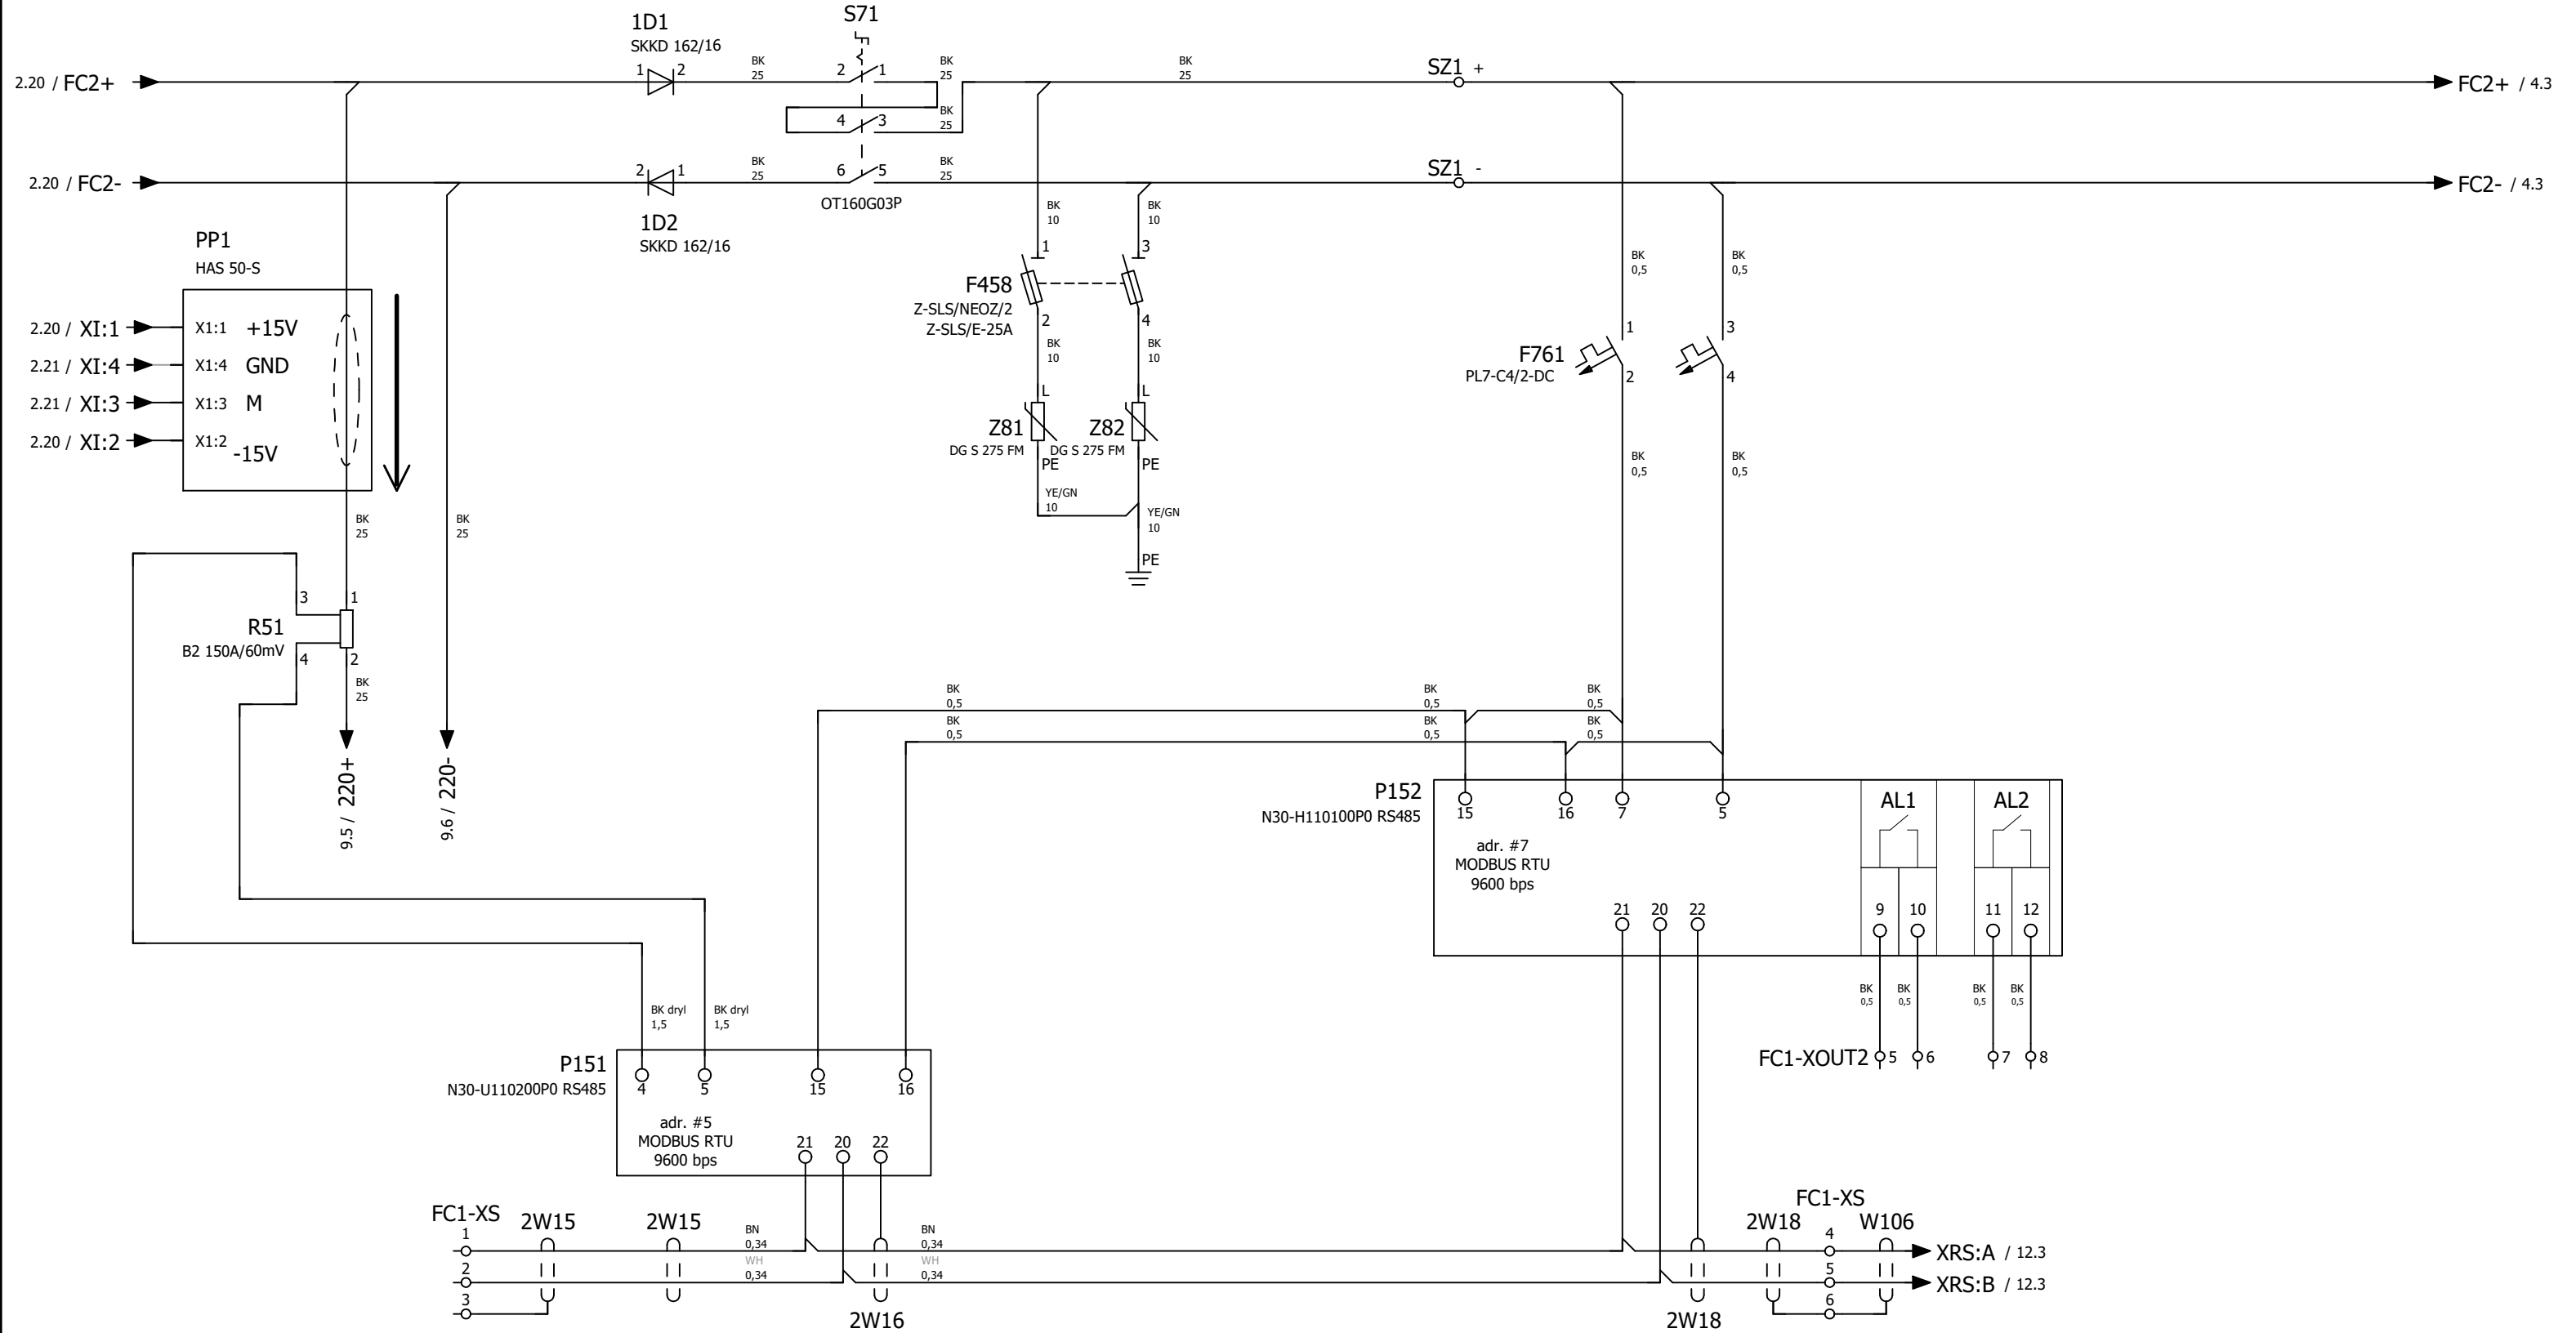 S71
1D1
SKKD 162/16
1 2
BK
25
2 1
BK
25
BK
25
SZ1 +
2.20 / FC2+
FC2+ / 4.3
4 3
BK
25
2 1
BK
25
6 5
BK
25
SZ1 -
2.20 / FC2-
FC2- / 4.3
OT160G03P
1D2
SKKD 162/16
BK
10
BK
10
PP1
HAS 50-S
1
3
F458
Z-SLS/NEOZ/2
Z-SLS/E-25A
2
4
BK
10
BK
10
BK
0,5
BK
0,5
2.20 / XI:1
X1:1 +15V
2.21 / XI:4
X1:4 GND
2.21 / XI:3
X1:3 M
2.20 / XI:2
X1:2
-15V
1
3
F761
PL7-C4/2-DC
2
4
L
L
Z81
DG S 275 FM
Z82
DG S 275 FM
PE
PE
BK
0,5
BK
0,5
YE/GN
10
YE/GN
10
PE
BK
25
BK
25
3 1
R51
B2 150A/60mV
4 2
BK
25
9.5 / 220+
9.6 / 220-
BK
0,5
BK
0,5
BK
0,5
BK
0,5
BK
0,5
BK
0,5
P152
N30-H110100P0 RS485
15 16 7 5
AL1 AL2
adr. #7
MODBUS RTU
9600 bps
21 20 22
9 10 11 12
BK
0,5
BK
0,5
BK
0,5
BK
0,5
FC1-XOUT2 5 6 7 8
BK dryl
1,5
BK dryl
1,5
P151
N30-U110200P0 RS485
4 5 15 16
adr. #5
MODBUS RTU
9600 bps
21 20 22
FC1-XS
1
2
3
2W15
2W15
BN
0,34
WH
0,34
BN
0,34
WH
0,34
2W16
2W18
FC1-XS
2W18
W106
4
5
6
XRS:A / 12.3
XRS:B / 12.3